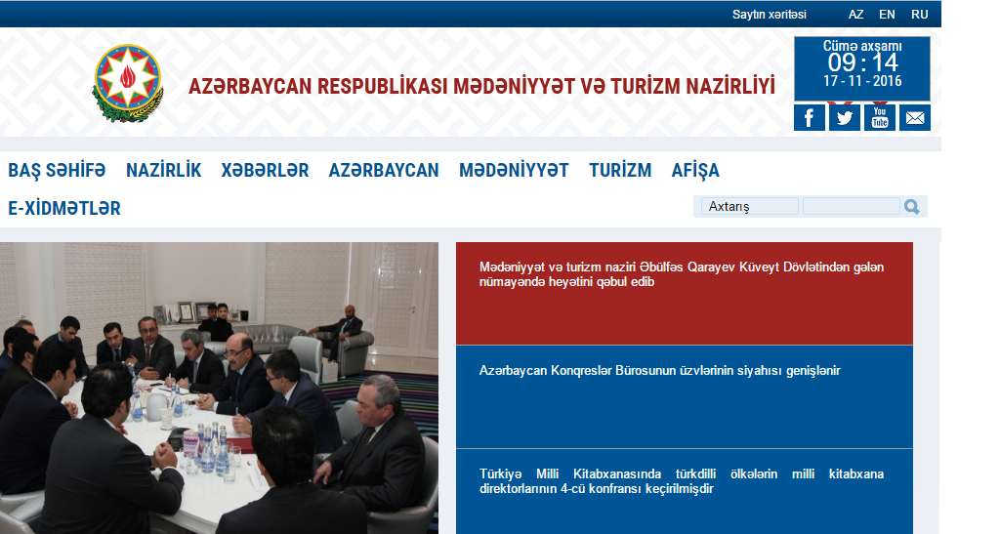 Saytın xəritəsi AZ EN RU
Cümə axşamı
09 : 14
17 - 11 - 2016
AZƏRBAYCAN RESPUBLİKASI MƏDƏNİYYƏT VƏ TURİZM NAZİRLİYİ
You
Tube
BAŞ SƏHİFƏ NAZİRLİK XƏBƏRLƏR AZƏRBAYCAN MƏDƏNİYYƏT TURİZM AFİŞA
E-XİDMƏTLƏR
Axtarış
Mədəniyyət və turizm naziri Əbülfəs Qarayev Küveyt Dövlətindən gələn
nümayəndə heyətini qəbul edib
Azərbaycan Konqreslər Bürosunun üzvlərinin siyahısı genişlənir
Türkiyə Milli Kitabxanasında türkdilli ölkələrin milli kitabxana
direktorlarının 4-cü konfransı keçirilmişdir